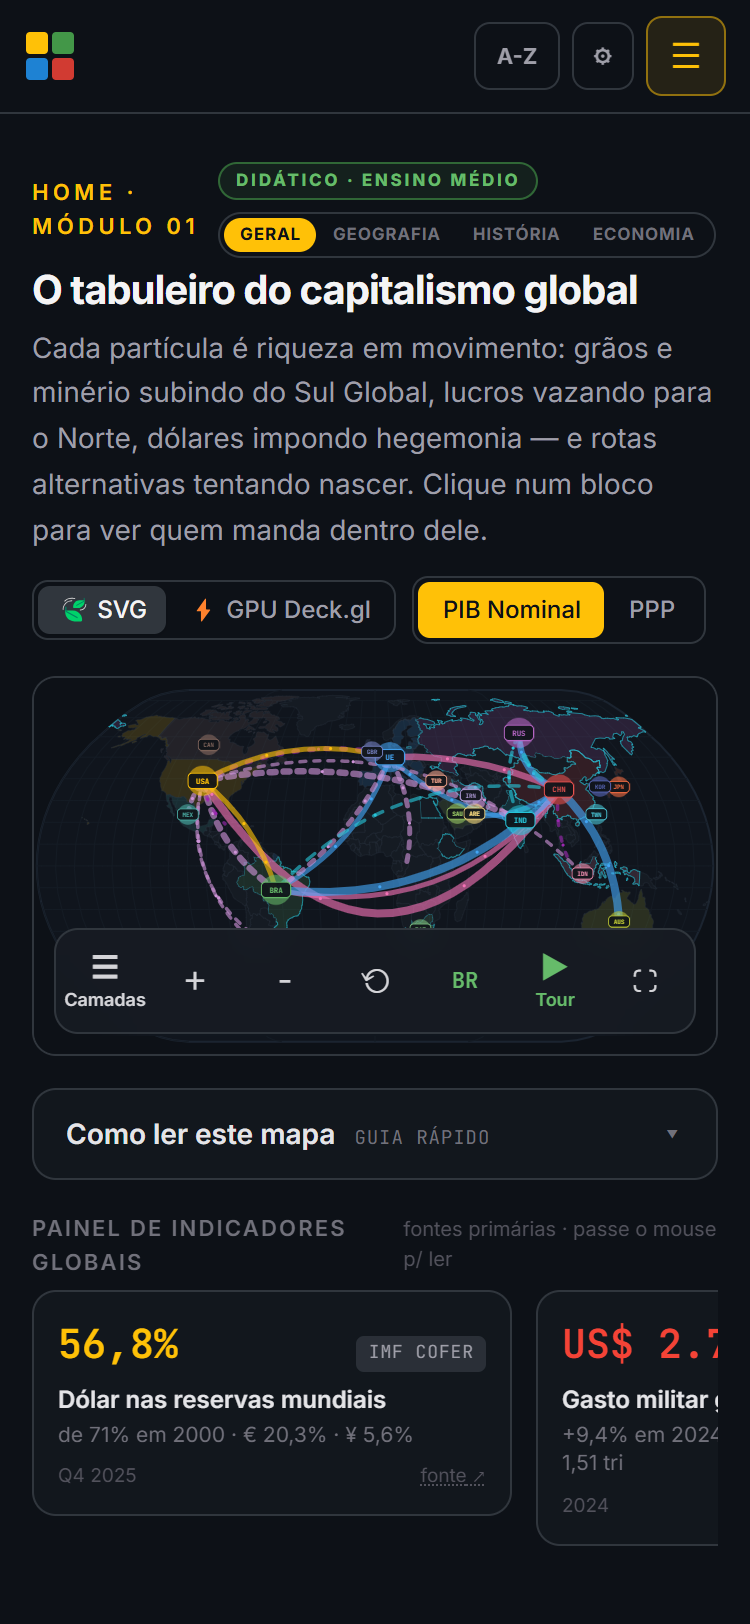 A-Z
HOME ·
MÓDULO 01
DIDÁTICO · ENSINO MÉDIO
GERAL GEOGRAFIA HISTÓRIA ECONOMIA
O tabuleiro do capitalismo global
Cada partícula é riqueza em movimento: grãos e
minério subindo do Sul Global, lucros vazando para
o Norte, dólares impondo hegemonia — e rotas
alternativas tentando nascer. Clique num bloco
para ver quem manda dentro dele.
SVG GPU Deck.gl PIB Nominal PPP
RUS
CAN
GBR UE
USA TUR CHN KOR JPN
IRN
MEX SAU ARE IND TWN
IDN
BRA
AUS
Camadas + - BR Tour
Como ler este mapa GUIA RÁPIDO
PAINEL DE INDICADORES
GLOBAIS
fontes primárias · passe o mouse
p/ ler
56,8% IMF COFER
Dólar nas reservas mundiais
de 71% em 2000 · € 20,3% · ¥ 5,6%
Q4 2025 fonte ↗
US$ 2.7
Gasto militar g
+9,4% em 2024
1,51 tri
2024